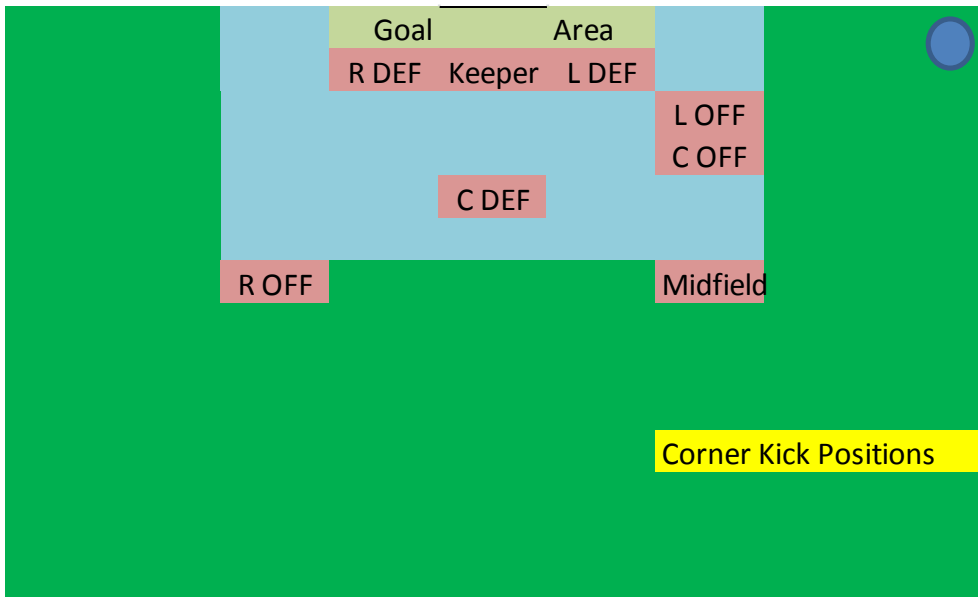 Goal Area
R DEF Keeper L DEF
L OFF
C OFF
C DEF
R OFF Midfield
Corner Kick Positions